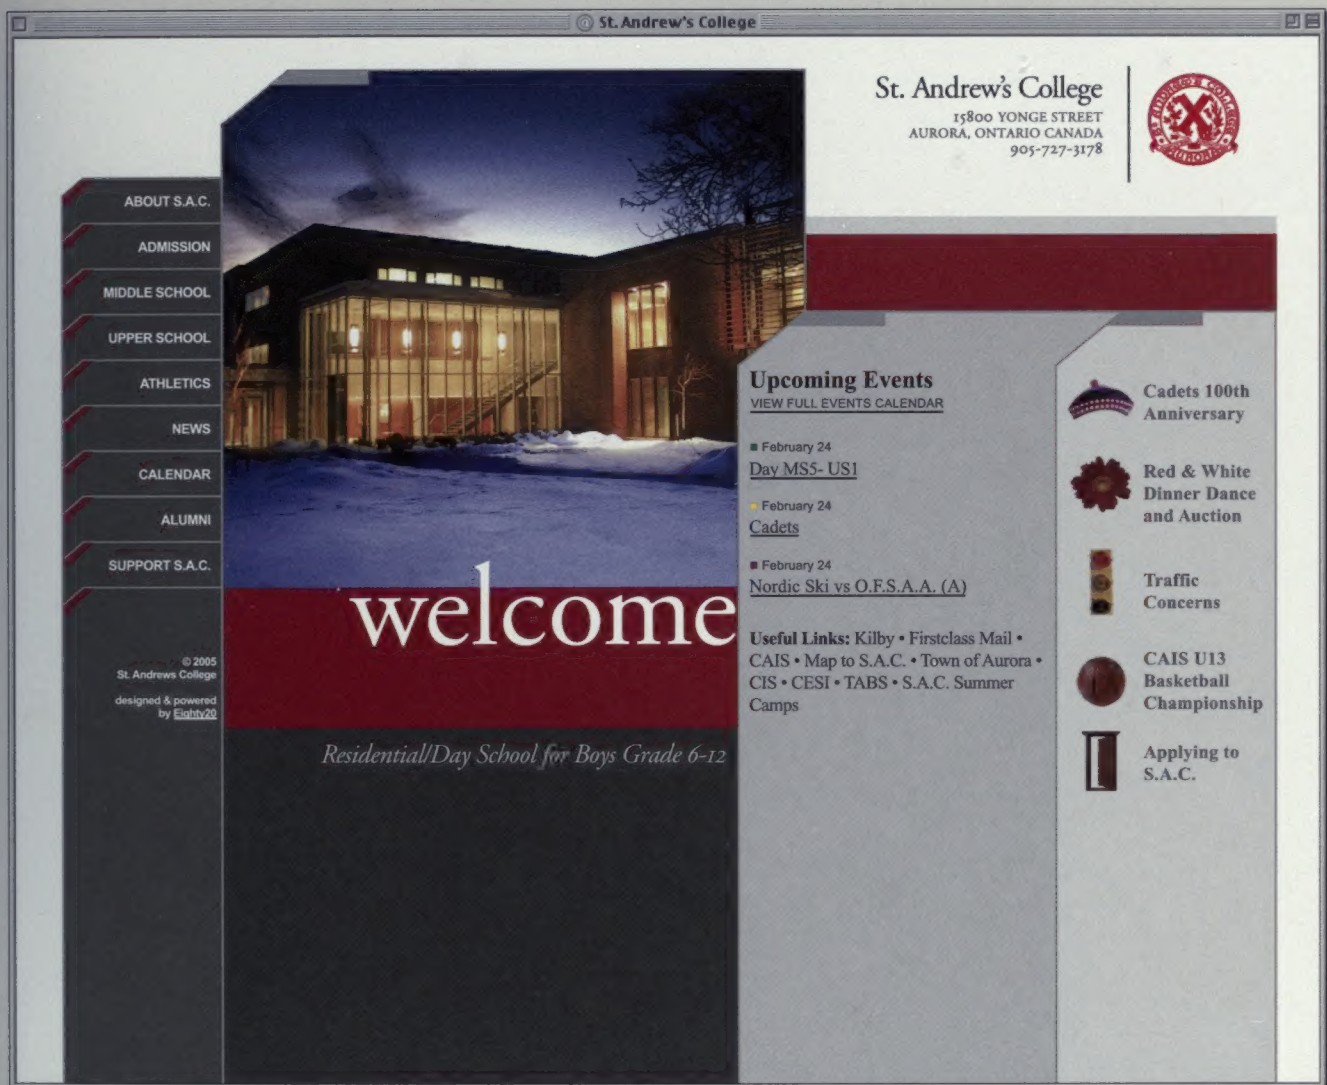 St. Andrew's College
St. Andrew's College
15800 YONGE STREET
AURORA, ONTARIO CANADA
905-727-3178
ST. ANDREW'S COLLEGE
AURORA
ABOUT S.A.C.
ADMISSION
MIDDLE SCHOOL
UPPER SCHOOL
ATHLETICS
NEWS
CALENDAR
ALUMNI
SUPPORT S.A.C.
© 2005
St. Andrews College
designed & powered
by Eighty20
welcome
Residential/Day School for Boys Grade 6-12
Upcoming Events
VIEW FULL EVENTS CALENDAR
February 24
Day MS5- US1
February 24
Cadets
February 24
Nordic Ski vs O.F.S.A.A. (A)
Useful Links: Kilby • Firstclass Mail •
CAIS • Map to S.A.C. • Town of Aurora •
CIS • CESI • TABS • S.A.C. Summer
Camps
Cadets 100th
Anniversary
Red & White
Dinner Dance
and Auction
Traffic
Concerns
CAIS U13
Basketball
Championship
Applying to
S.A.C.